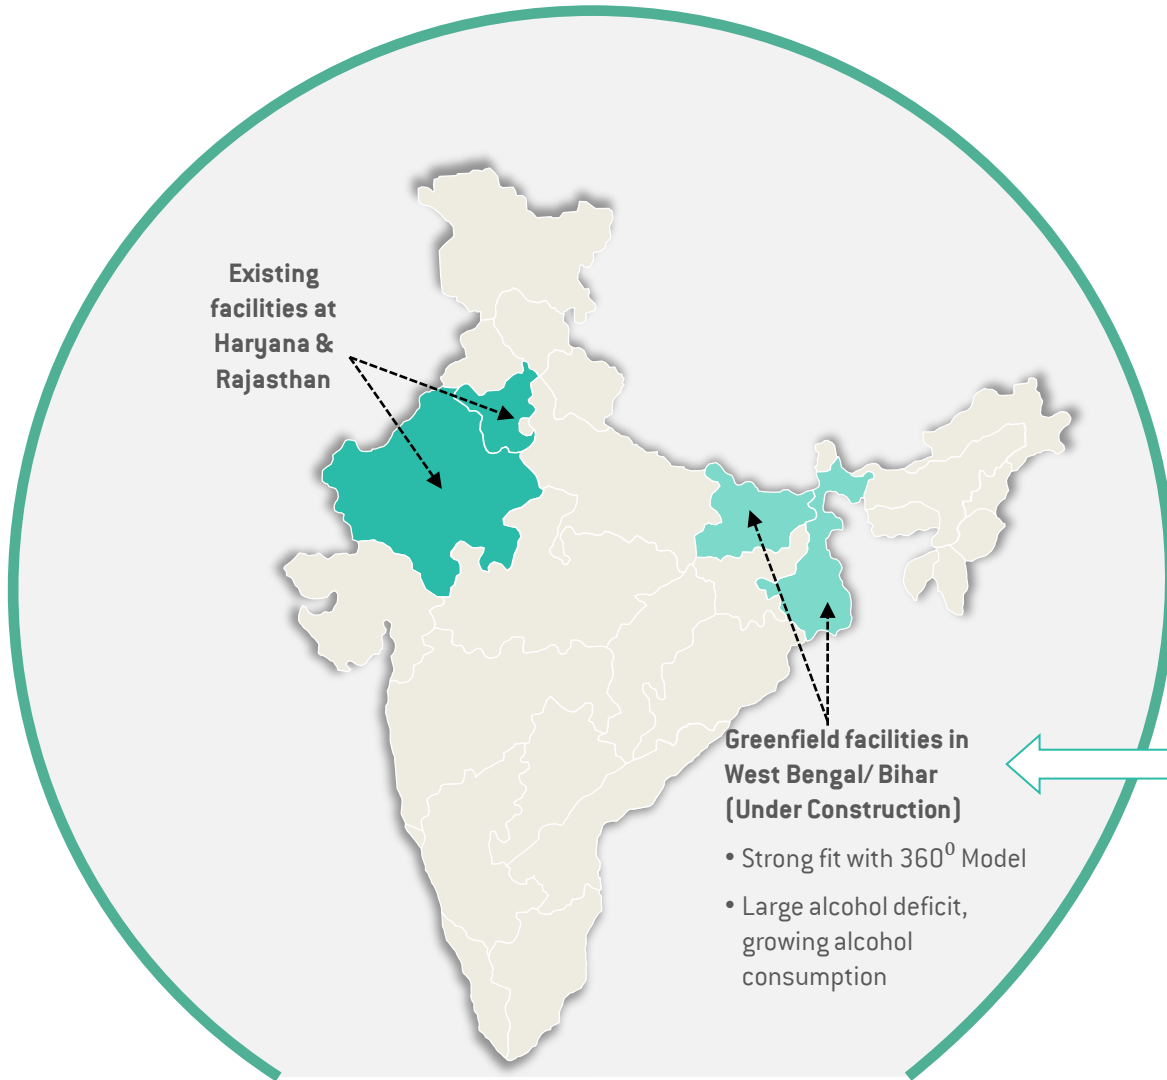 Existing
facilities at
Haryana &
Rajasthan
Greenfield facilities in
West Bengal/ Bihar
(Under Construction)
• Strong fit with 360⁰ Model
• Large alcohol deficit,
growing alcohol
consumption